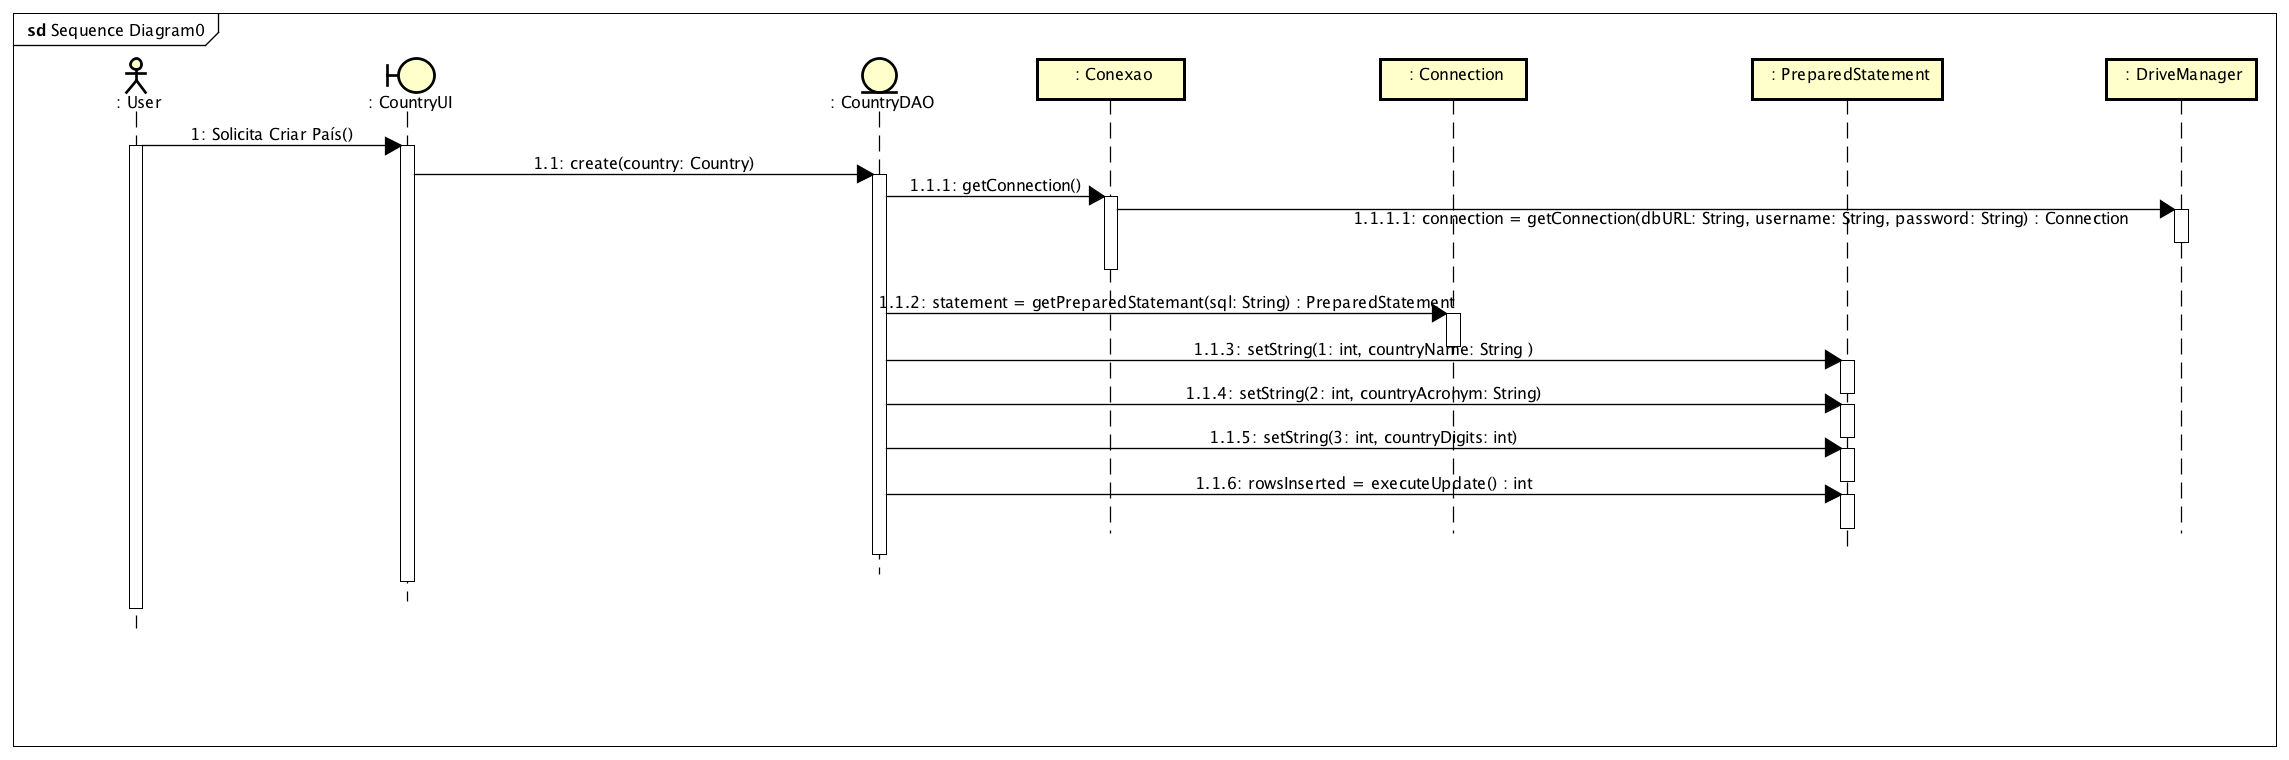 sd Sequence Diagram0
: User
: CountryUI
: CountryDAO
: Conexao
: Connection
: PreparedStatement
: DriveManager
1: Solicita Criar País()
1.1: create(country: Country)
1.1.1: getConnection()
1.1.1.1: connection = getConnection(dbURL: String, username: String, password: String) : Connection
1.1.2: statement = getPreparedStatemant(sql: String) : PreparedStatement
1.1.3: setString(1: int, countryName: String )
1.1.4: setString(2: int, countryAcronym: String)
1.1.5: setString(3: int, countryDigits: int)
1.1.6: rowsInserted = executeUpdate() : int